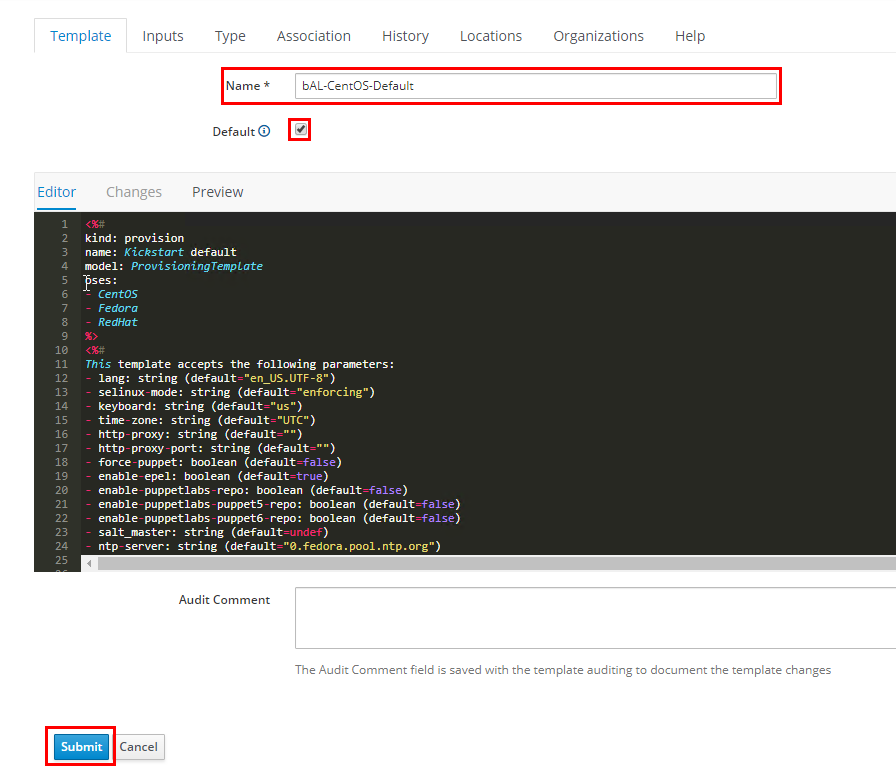 Template Inputs Type Association History Locations Organizations Help
Name * bAL-CentOS-Default
Default
Editor Changes Preview
1 <%#
2 kind: provision
3 name: Kickstart default
4 model: ProvisioningTemplate
5 oses:
6 - CentOS
7 - Fedora
8 - RedHat
9 %>
10 <%#
11 This template accepts the following parameters:
12 - lang: string (default="en_US.UTF-8")
13 - selinux-mode: string (default="enforcing")
14 - keyboard: string (default="us")
15 - time-zone: string (default="UTC")
16 - http-proxy: string (default="")
17 - http-proxy-port: string (default="")
18 - force-puppet: boolean (default=false)
19 - enable-epel: boolean (default=true)
20 - enable-puppetlabs-repo: boolean (default=false)
21 - enable-puppetlabs-puppet5-repo: boolean (default=false)
22 - enable-puppetlabs-puppet6-repo: boolean (default=false)
23 - salt_master: string (default=undef)
24 - ntp-server: string (default="0.fedora.pool.ntp.org")
25
Audit Comment
The Audit Comment field is saved with the template auditing to document the template changes
Submit Cancel